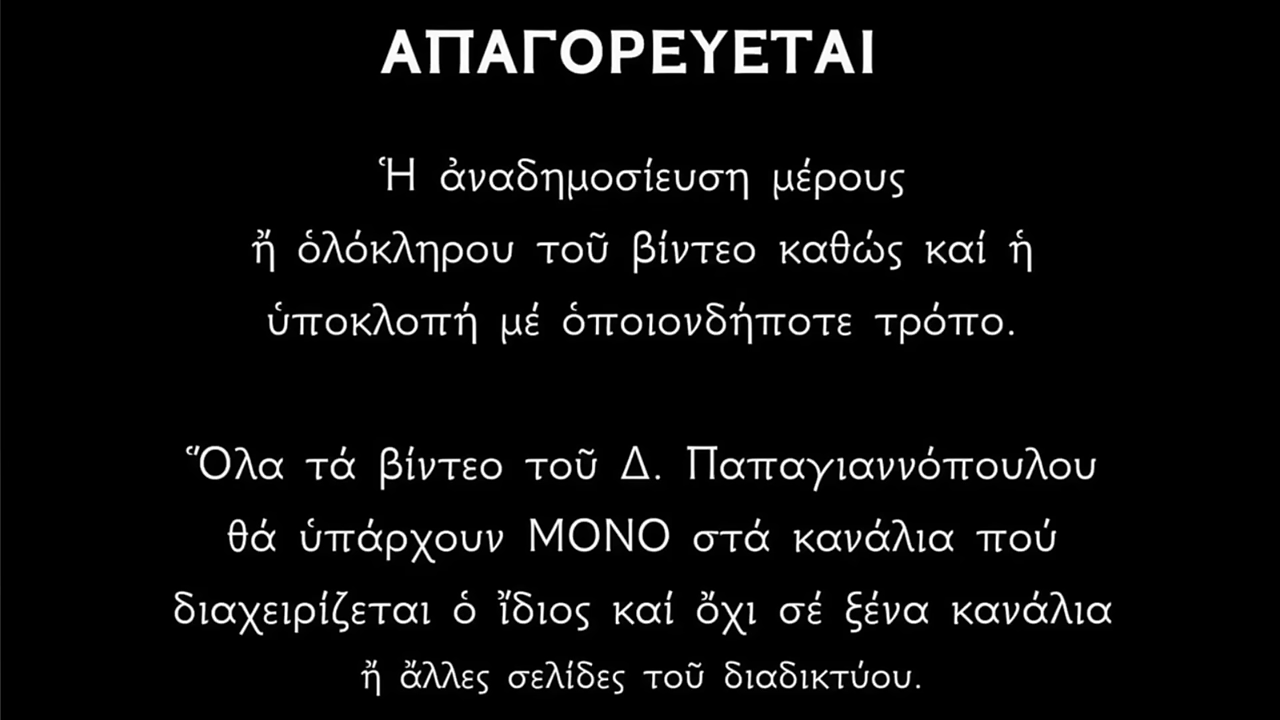 ΑΠΑΓΟΡΕΥΕΤΑΙ
Ἡ ἀναδημοσίευση μέρους
ἤ ὁλόκληρου τοῦ βίντεο καθώς καί ἡ
ὑποκλοπή μέ ὁποιονδήποτε τρόπο.
Ὅλα τά βίντεο τοῦ Δ. Παπαγιαννόπουλου
θά ὑπάρχουν ΜΟΝΟ στά κανάλια πού
διαχειρίζεται ὁ ἴδιος καί ὄχι σέ ξένα κανάλια
ἤ ἄλλες σελίδες τοῦ διαδικτύου.